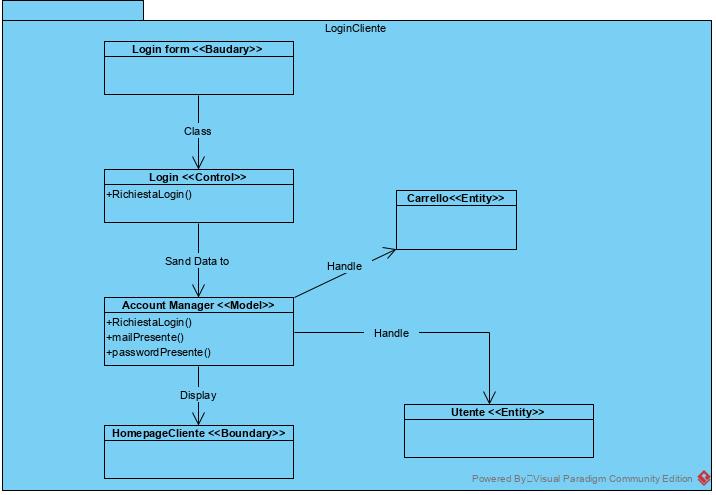 LoginCliente
Login form <<Baudary>>
Class
Login <<Control>>
+RichiestaLogin()
Carrello<<Entity>>
Sand Data to
Handle
Account Manager <<Model>>
+RichiestaLogin()
+mailPresente()
+passwordPresente()
Handle
Display
Utente <<Entity>>
HomepageCliente <<Boundary>>
Powered By Visual Paradigm Community Edition